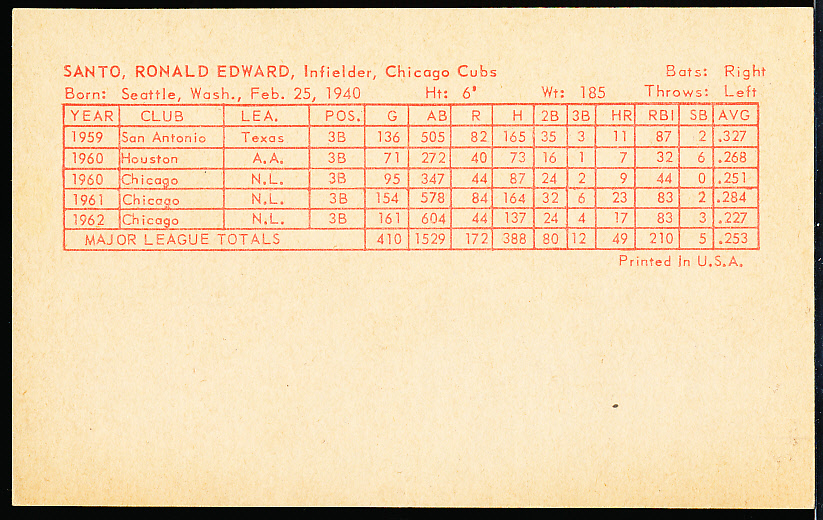 SANTO, RONALD EDWARD, Infielder, Chicago Cubs Bats: Right
Born: Seattle, Wash., Feb. 25, 1940 Ht: 6' Wt: 185 Throws: Left
YEAR CLUB LEA. POS. G AB R H 2B 3B HR RBI SB AVG
1959 San Antonio Texas 3B 136 505 82 165 35 3 11 87 2 .327
1960 Houston A.A. 3B 71 272 40 73 16 1 7 32 6 .268
1960 Chicago N.L. 3B 95 347 44 87 24 2 9 44 0 .251
1961 Chicago N.L. 3B 154 578 84 164 32 6 23 83 2 .284
1962 Chicago N.L. 3B 161 604 44 137 24 4 17 83 3 .227
MAJOR LEAGUE TOTALS 410 1529 172 388 80 12 49 210 5 .253
Printed in U.S.A.